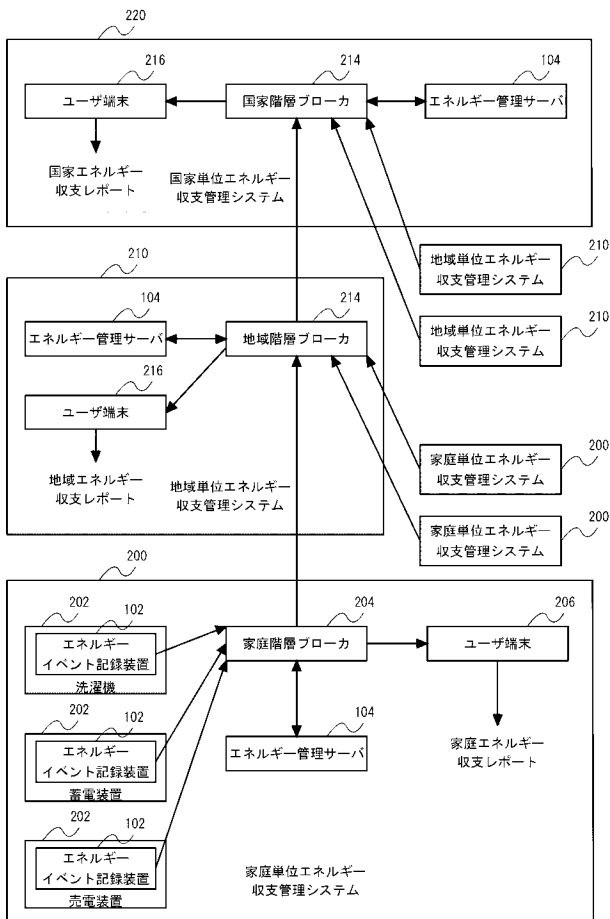 220
216
214
104
ユーザ端末
国家階層ブローカ
エネルギー管理サーバ
国家エネルギー
収支レポート
国家単位エネルギー
収支管理システム
210
地域単位エネルギー
収支管理システム
210
地域単位エネルギー
収支管理システム
210
104
214
エネルギー管理サーバ
地域階層ブローカ
216
ユーザ端末
地域エネルギー
収支レポート
地域単位エネルギー
収支管理システム
家庭単位エネルギー
収支管理システム
200
家庭単位エネルギー
収支管理システム
200
200
202
102
エネルギー
イベント記録装置
洗濯機
204
206
家庭階層ブローカ
ユーザ端末
202
102
エネルギー
イベント記録装置
蓄電装置
104
エネルギー管理サーバ
家庭エネルギー
収支レポート
202
102
エネルギー
イベント記録装置
売電装置
家庭単位エネルギー
収支管理システム